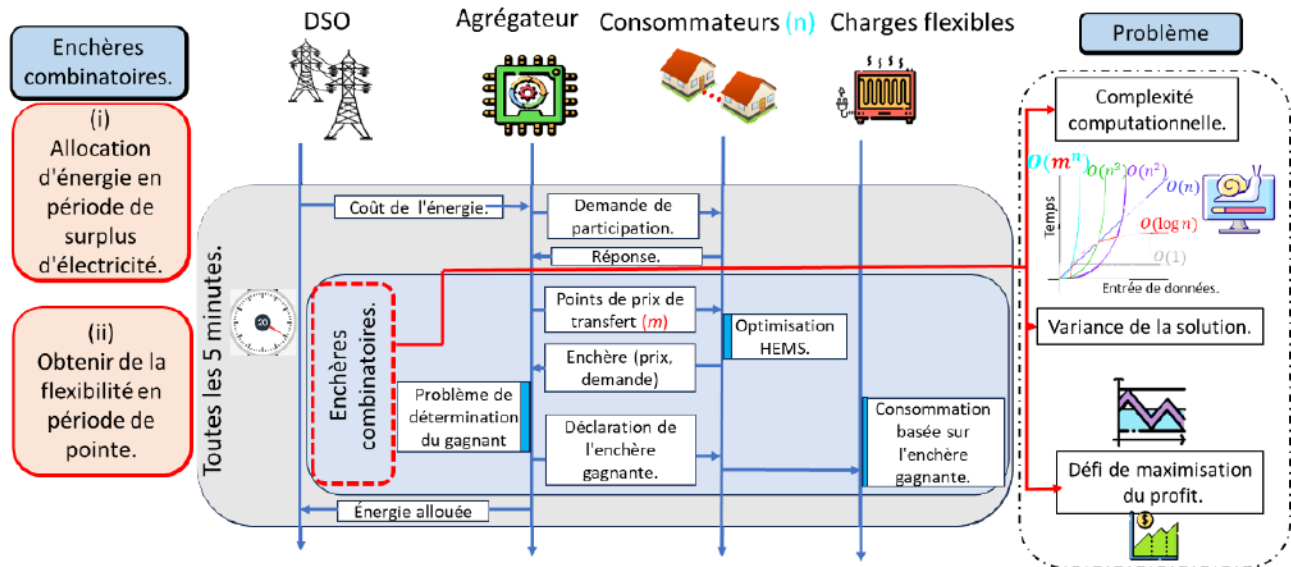 Enchères
combinatoires.
(i)
Allocation
d'énergie en
période de
surplus
d'électricité.
(ii)
Obtenir de la
flexibilité en
période de
pointe.
DSO
Agrégateur
Consommateurs (n)
Charges flexibles
Toutes les 5 minutes.
20
Coût de l'énergie.
Demande de
participation.
Réponse.
Enchères
combinatoires.
Points de prix de
transfert (m)
Optimisation
HEMS.
Enchère (prix,
demande)
Problème de
détermination
du gagnant
Déclaration de
l'enchère
gagnante.
Consommation
basée sur
l'enchère
gagnante.
Énergie allouée
Problème
Complexité
computationnelle.
O(mⁿ)
O(n³)
O(n²)
O(n)
O(log n)
O(1)
Temps
Entrée de données.
Variance de la solution.
Défi de maximisation
du profit.
$